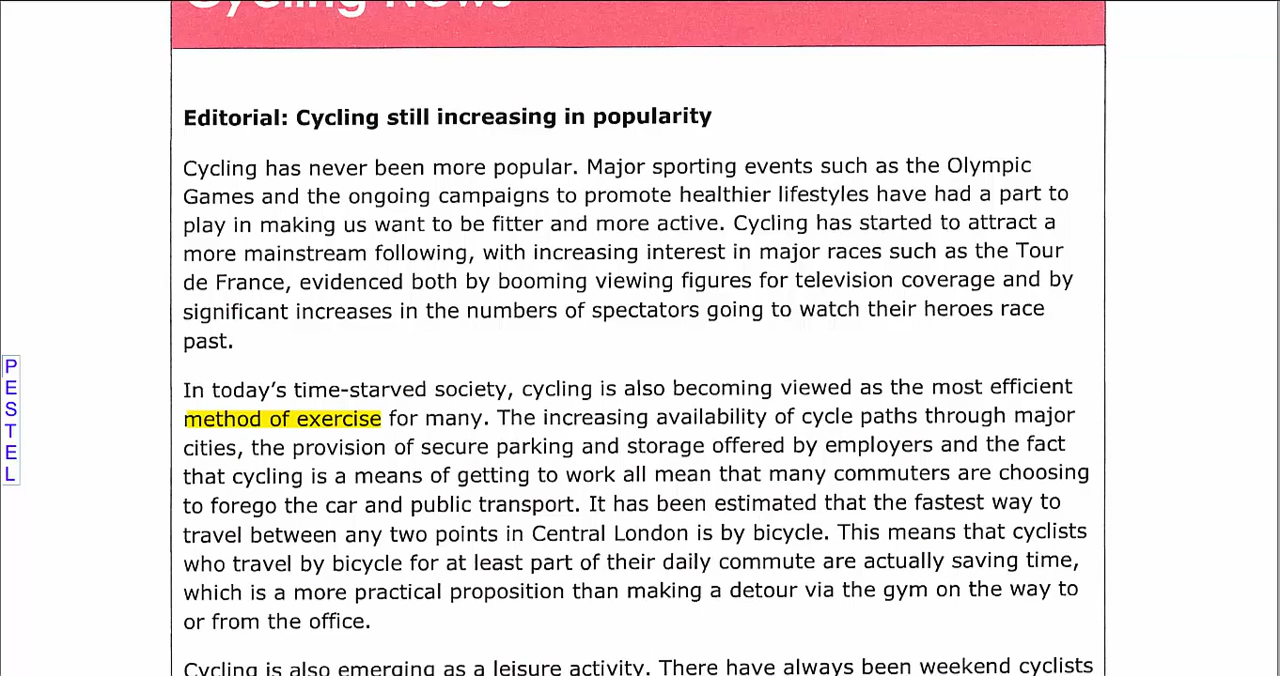 Cycling News
Editorial: Cycling still increasing in popularity
Cycling has never been more popular. Major sporting events such as the Olympic
Games and the ongoing campaigns to promote healthier lifestyles have had a part to
play in making us want to be fitter and more active. Cycling has started to attract a
more mainstream following, with increasing interest in major races such as the Tour
de France, evidenced both by booming viewing figures for television coverage and by
significant increases in the numbers of spectators going to watch their heroes race
past.
In today's time-starved society, cycling is also becoming viewed as the most efficient
method of exercise for many. The increasing availability of cycle paths through major
cities, the provision of secure parking and storage offered by employers and the fact
that cycling is a means of getting to work all mean that many commuters are choosing
to forego the car and public transport. It has been estimated that the fastest way to
travel between any two points in Central London is by bicycle. This means that cyclists
who travel by bicycle for at least part of their daily commute are actually saving time,
which is a more practical proposition than making a detour via the gym on the way to
or from the office.
Cycling is also emerging as a leisure activity. There have always been weekend cyclists
P
E
S
T
E
L